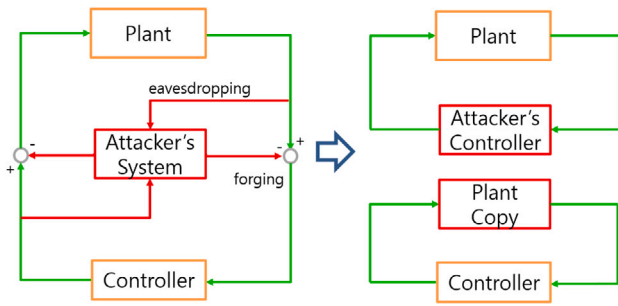 Plant
eavesdropping
+
-
Attacker's
System
-
+
forging
Controller
Plant
Attacker's
Controller
Plant
Copy
Controller